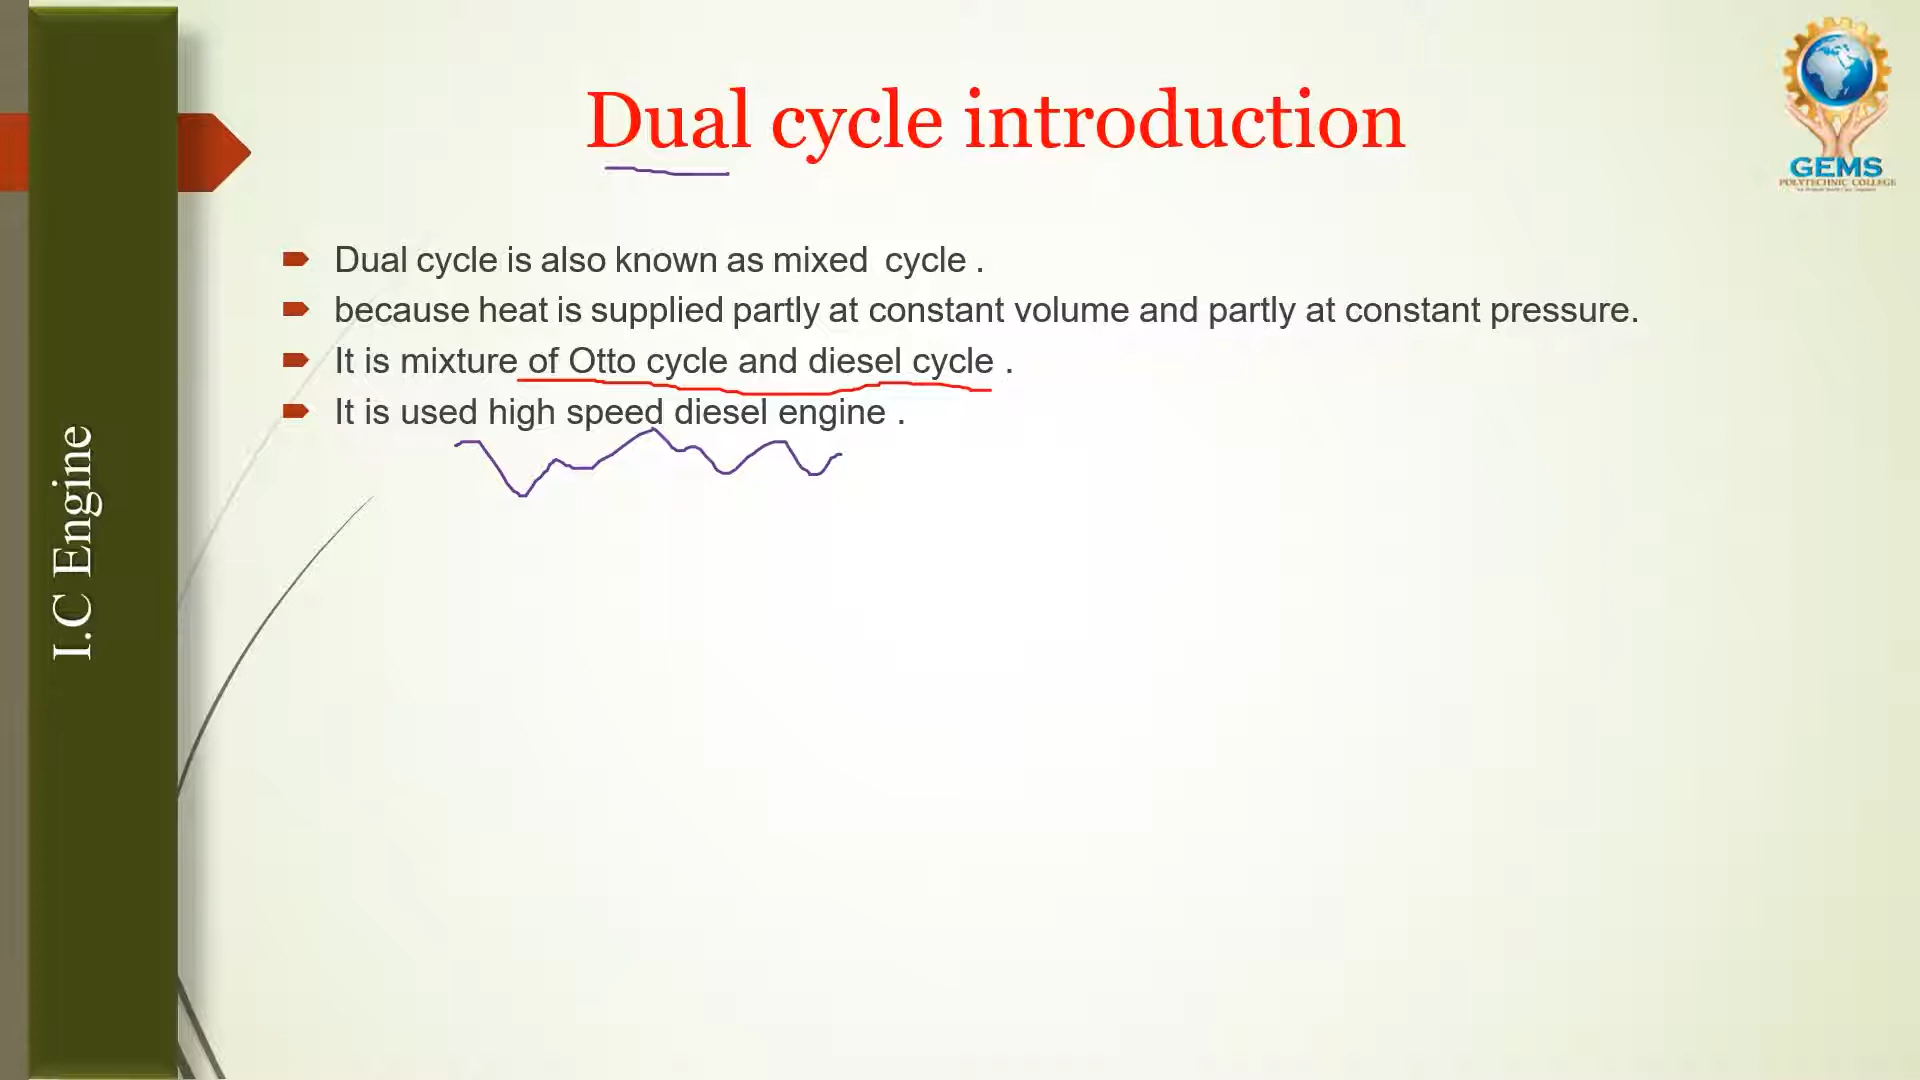 Dual cycle introduction
GEMS
POLYTECHNIC COLLEGE
Dual cycle is also known as mixed cycle .
because heat is supplied partly at constant volume and partly at constant pressure.
It is mixture of Otto cycle and diesel cycle .
It is used high speed diesel engine .
I.C Engine